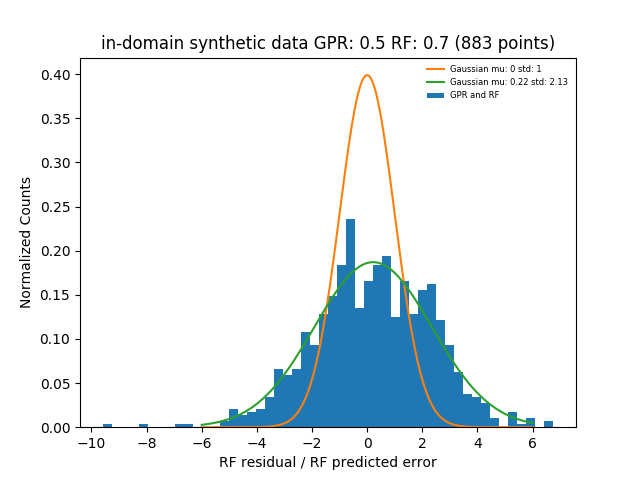 in-domain synthetic data GPR: 0.5 RF: 0.7 (883 points)
Gaussian mu: 0 std: 1
Gaussian mu: 0.22 std: 2.13
GPR and RF
Normalized Counts
0.40
0.35
0.30
0.25
0.20
0.15
0.10
0.05
0.00
−10 −8 −6 −4 −2 0 2 4 6
RF residual / RF predicted error